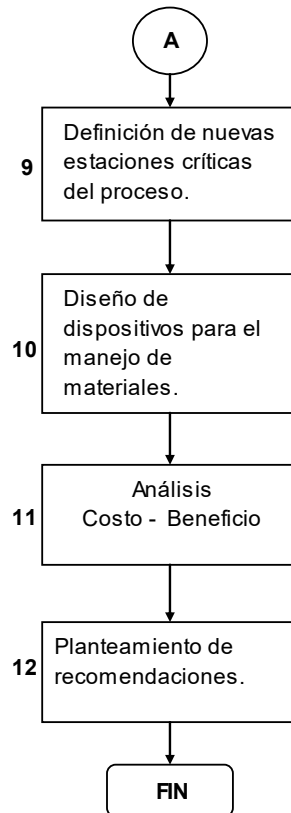 A
9
Definición de nuevas
estaciones críticas
del proceso.
10
Diseño de
dispositivos para el
manejo de
materiales.
11
Análisis
Costo - Beneficio
12
Planteamiento de
recomendaciones.
FIN